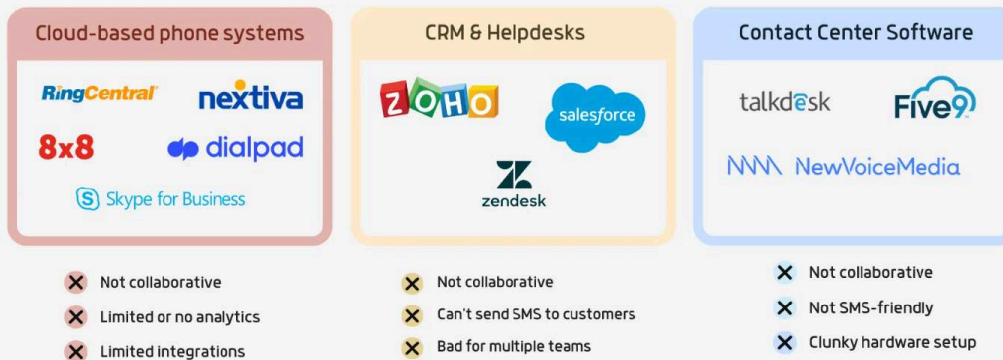 Cloud-based phone systems
RingCentral
nextiva
8x8
dialpad
S Skype for Business
Not collaborative
Limited or no analytics
Limited integrations
CRM & Helpdesks
ZOHO
salesforce
zendesk
Not collaborative
Can't send SMS to customers
Bad for multiple teams
Contact Center Software
talkdesk
Five9
NewVoiceMedia
Not collaborative
Not SMS-friendly
Clunky hardware setup